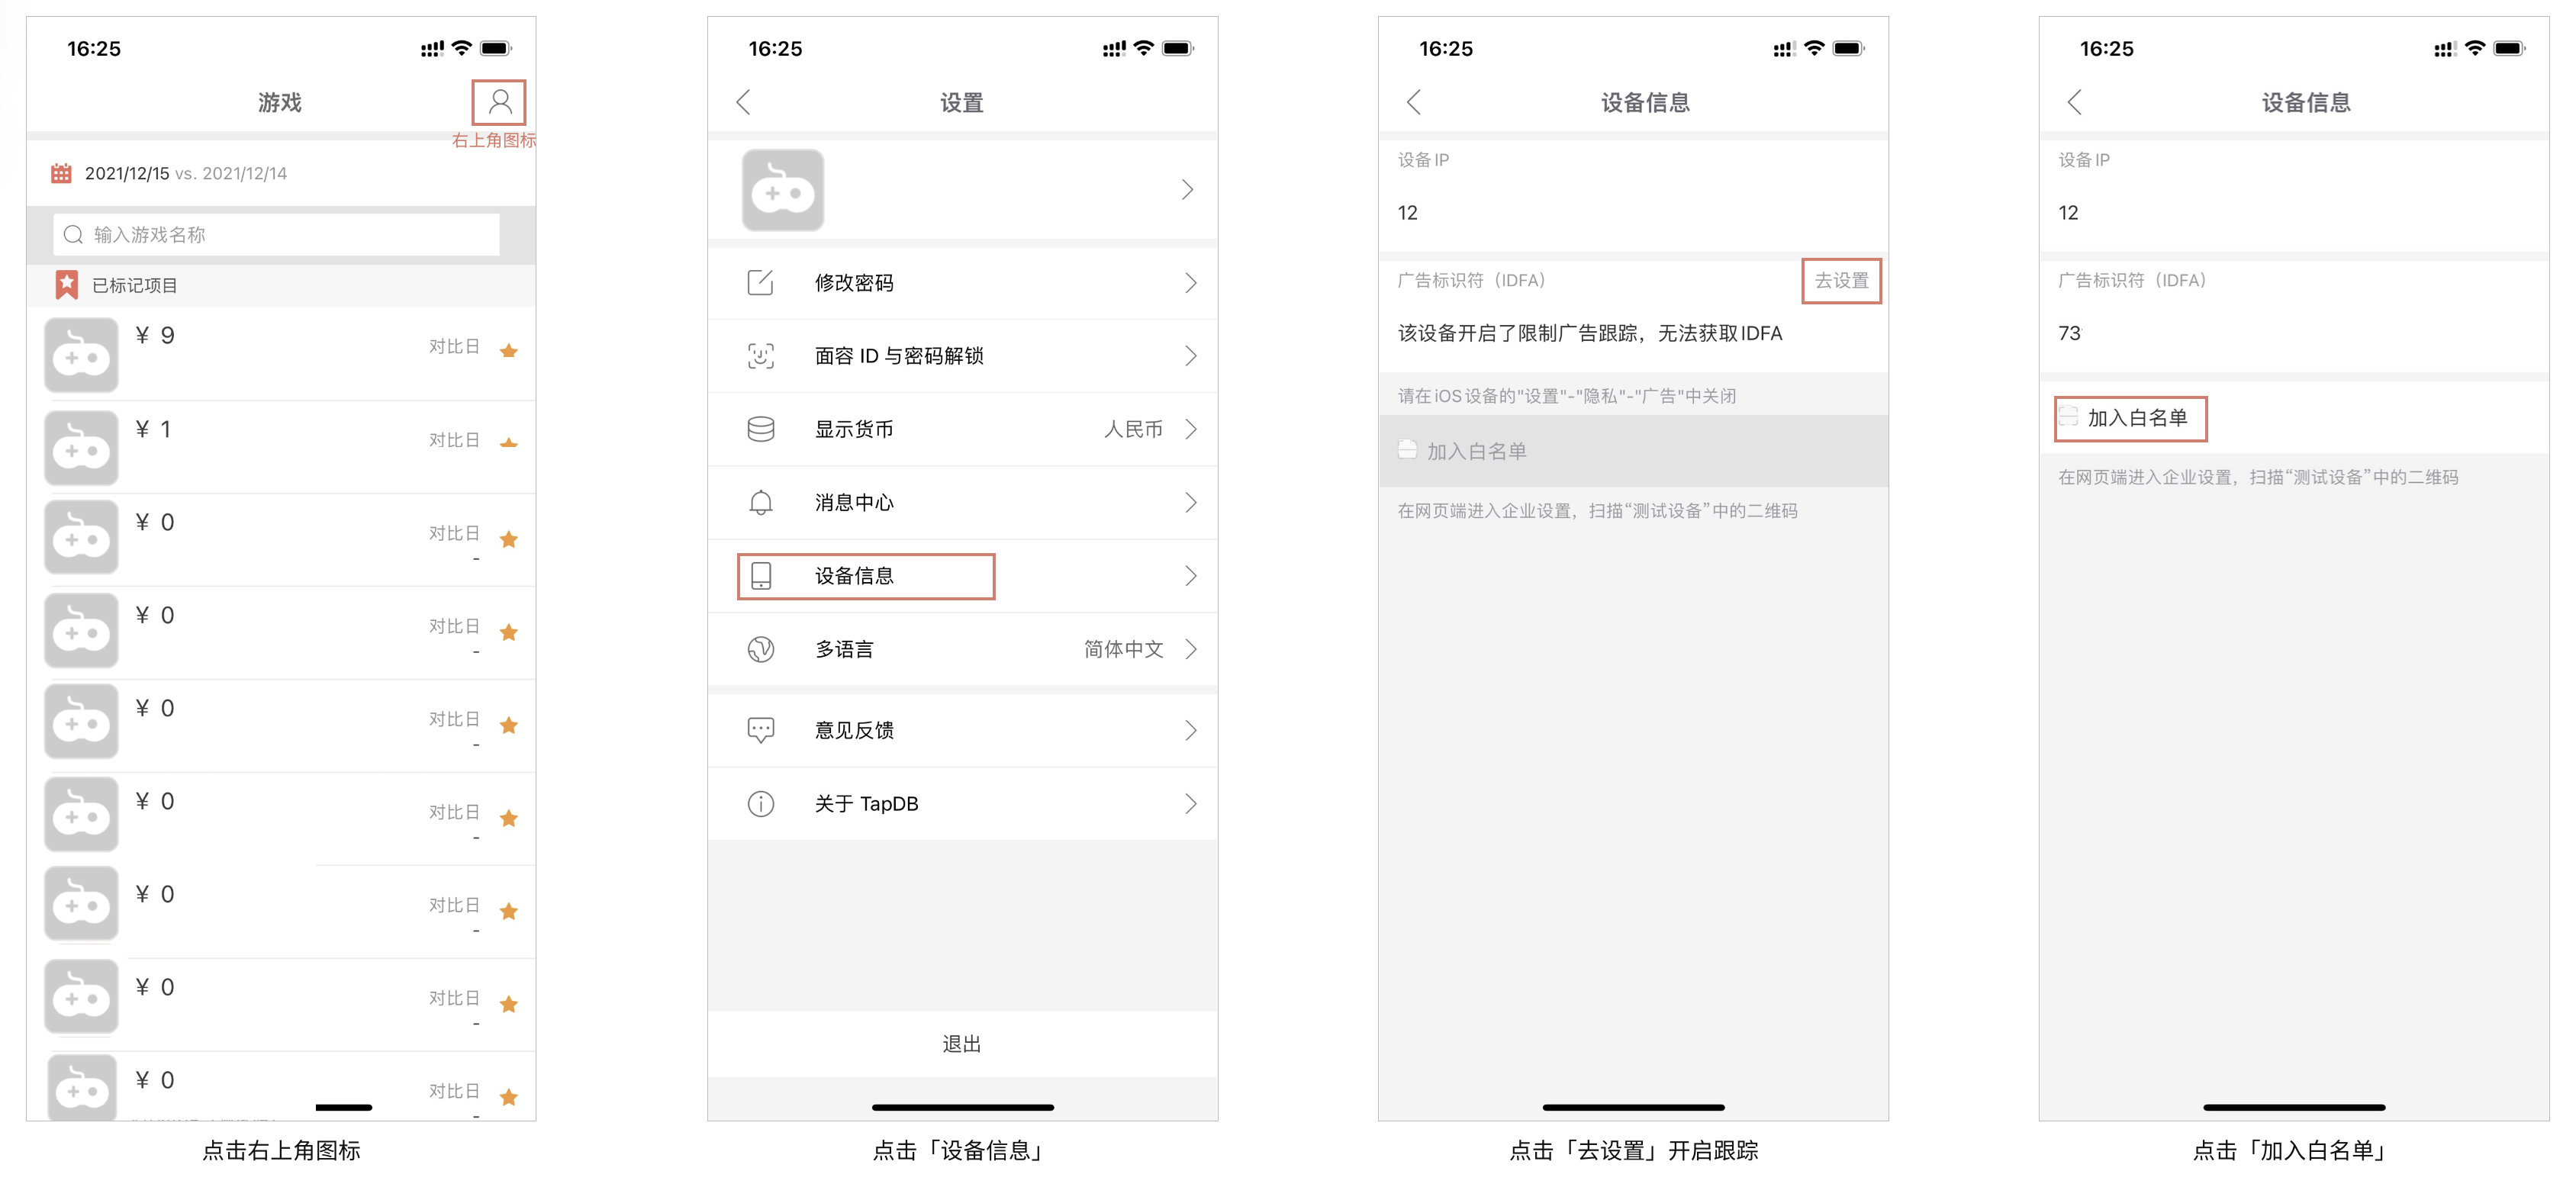 16:25
游戏
右上角图标
2021/12/15 vs. 2021/12/14
输入游戏名称
已标记项目
¥ 9
对比日
¥ 1
对比日
¥ 0
对比日
-
¥ 0
对比日
-
¥ 0
对比日
-
¥ 0
对比日
-
¥ 0
对比日
-
¥ 0
对比日
-
¥ 0
对比日
-
点击右上角图标
16:25
设置
修改密码
面容 ID 与密码解锁
显示货币 人民币
消息中心
设备信息
多语言 简体中文
意见反馈
关于 TapDB
退出
点击「设备信息」
16:25
设备信息
设备IP
12
广告标识符（IDFA） 去设置
该设备开启了限制广告跟踪，无法获取IDFA
请在iOS设备的"设置"-"隐私"-"广告"中关闭
加入白名单
在网页端进入企业设置，扫描“测试设备”中的二维码
点击「去设置」开启跟踪
16:25
设备信息
设备IP
12
广告标识符（IDFA）
73
加入白名单
在网页端进入企业设置，扫描“测试设备”中的二维码
点击「加入白名单」